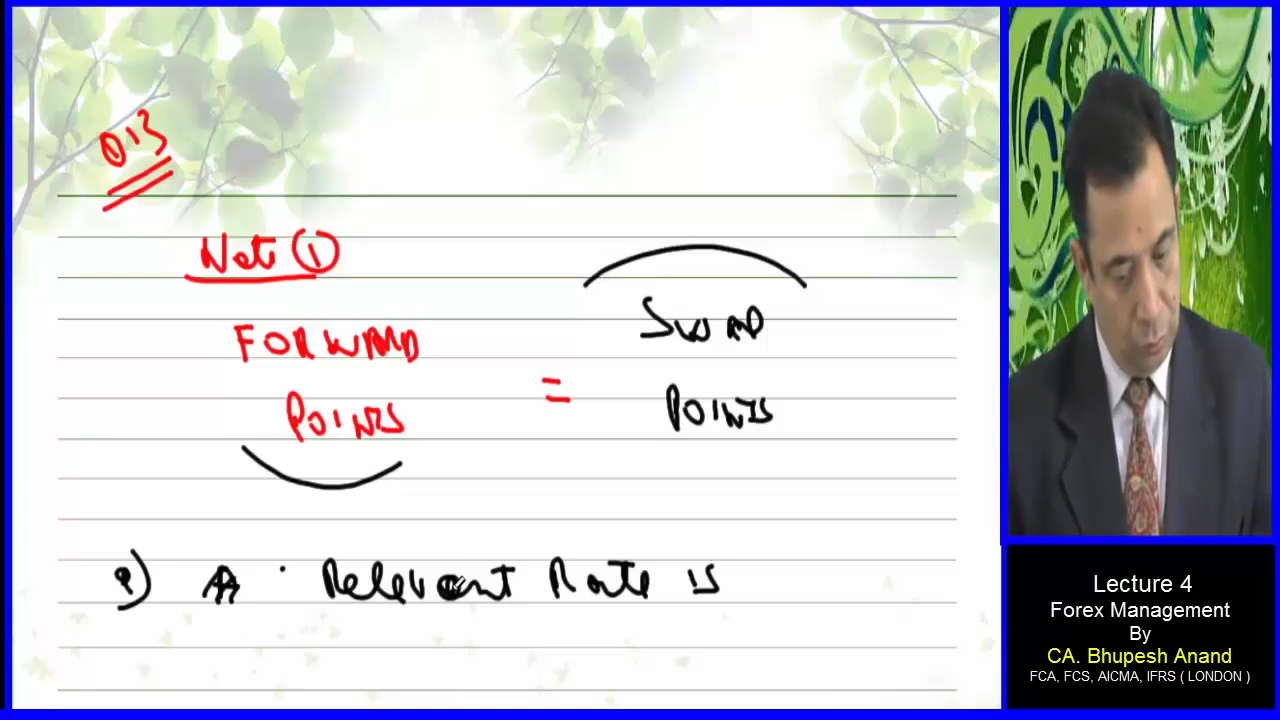 Q13
Note (1)
FORWARD
POINTS
=
SWAP
POINTS
Relevant Rate is
Lecture 4
Forex Management
By
CA. Bhupesh Anand
FCA, FCS, AICMA, IFRS ( LONDON )